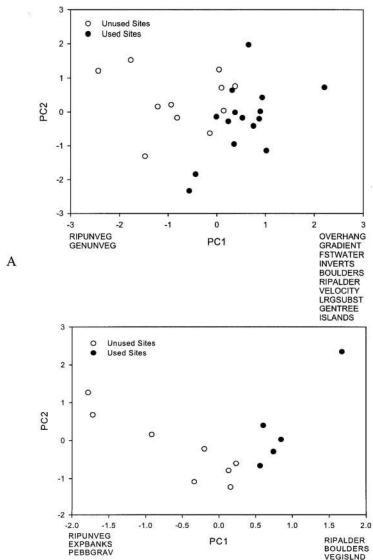 3
Unused Sites
Used Sites
2
1
PC2
0
-1
-2
-3
-3 -2 -1 0 1 2 3
RIPUNVEG
GENUNVEG
PC1
OVERHANG
GRADIENT
FSTWATER
INVERTS
BOULDERS
RIPALDER
VELOCITY
LRGSUBST
GENTREE
ISLANDS
A
3
Unused Sites
Used Sites
2
1
PC2
0
-1
-2
-2.0 -1.5 -1.0 -0.5 0.0 0.5 1.0 1.5 2.0
RIPUNVEG
EXPBANKS
PEBBGRAV
PC1
RIPALDER
BOULDERS
VEGISLND